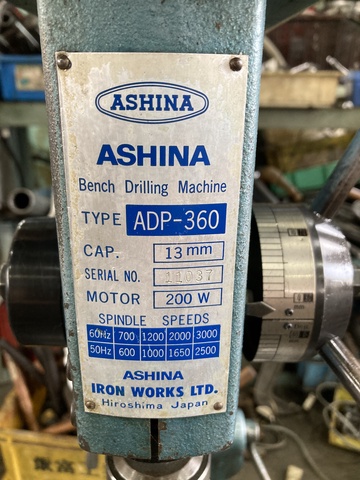 ASHINA
ASHINA
Bench Drilling Machine
TYPE ADP-360
CAP. 13 mm
SERIAL NO. 11037
MOTOR 200 W
SPINDLE SPEEDS
60Hz 700 1200 2000 3000
50Hz 600 1000 1650 2500
ASHINA
IRON WORKS LTD.
Hiroshima Japan